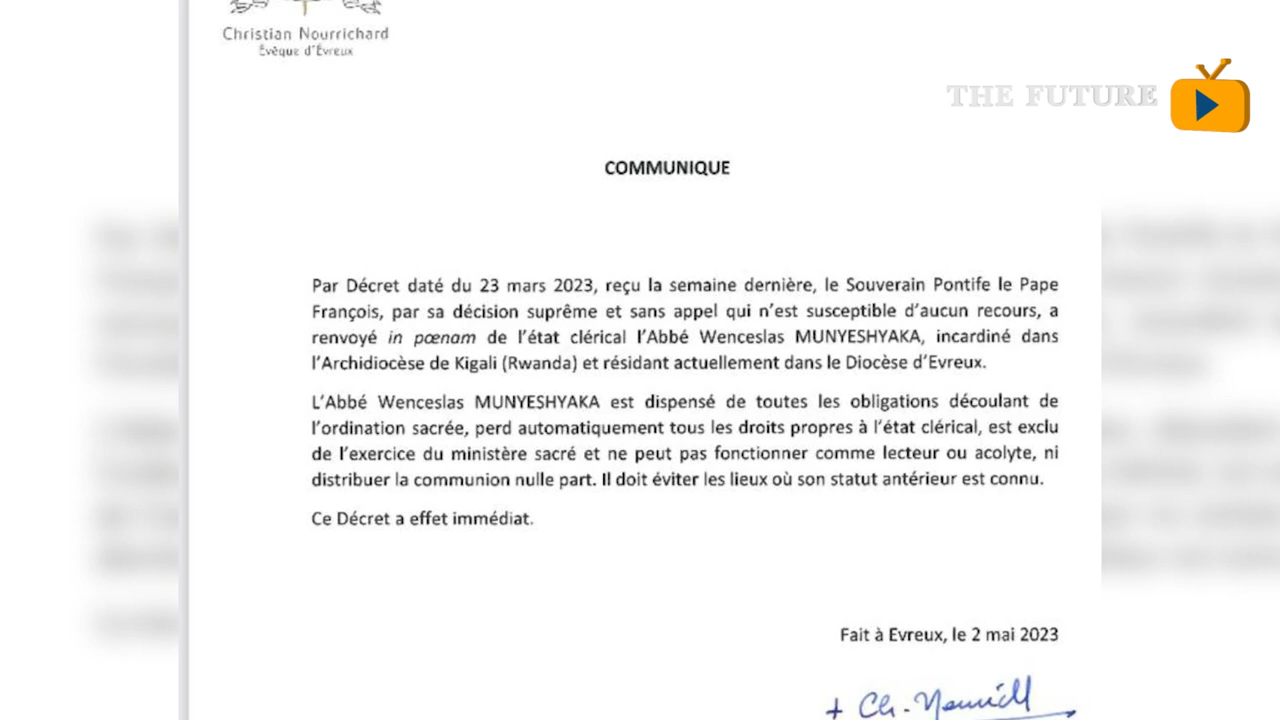 Christian Nourrichard
Évêque d'Évreux
THE FUTURE
COMMUNIQUE
Par Décret daté du 23 mars 2023, reçu la semaine dernière, le Souverain Pontife le Pape
François, par sa décision suprême et sans appel qui n'est susceptible d'aucun recours, a
renvoyé in pœnam de l'état clérical l'Abbé Wenceslas MUNYESHYAKA, incardiné dans
l'Archidiocèse de Kigali (Rwanda) et résidant actuellement dans le Diocèse d'Evreux.
L'Abbé Wenceslas MUNYESHYAKA est dispensé de toutes les obligations découlant de
l'ordination sacrée, perd automatiquement tous les droits propres à l'état clérical, est exclu
de l'exercice du ministère sacré et ne peut pas fonctionner comme lecteur ou acolyte, ni
distribuer la communion nulle part. Il doit éviter les lieux où son statut antérieur est connu.
Ce Décret a effet immédiat.
Fait à Evreux, le 2 mai 2023